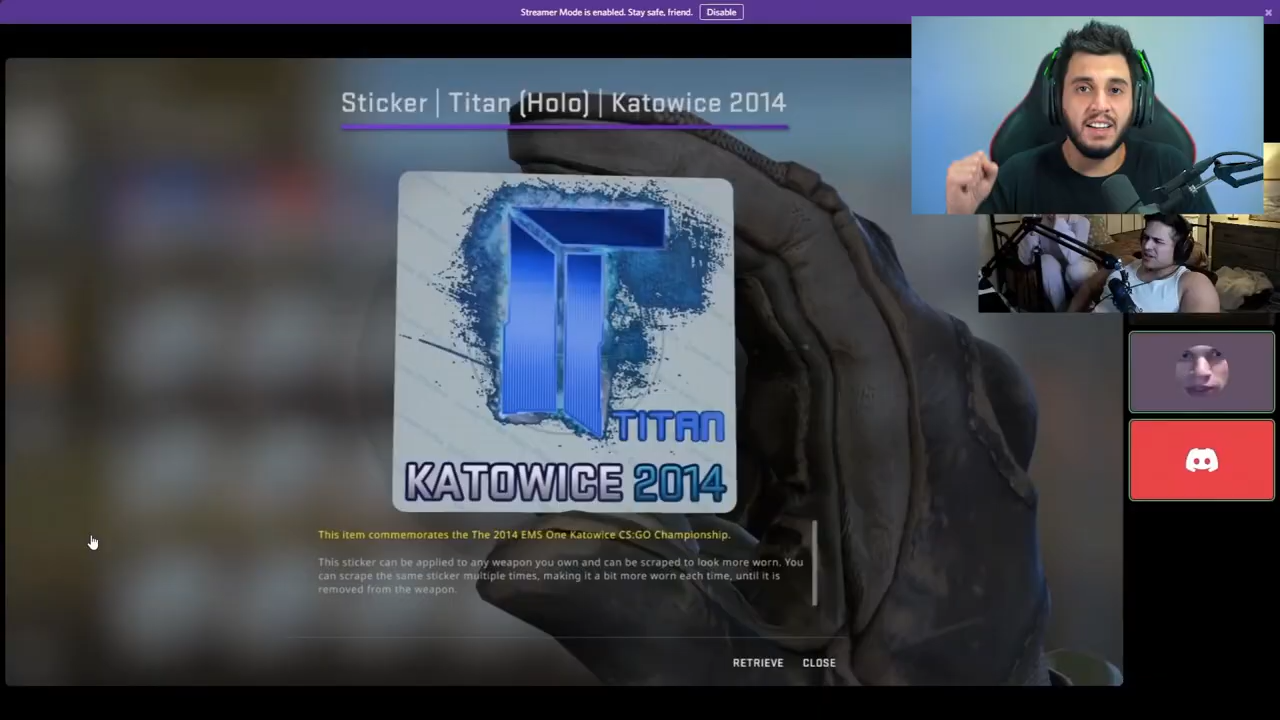 Streamer Mode is enabled. Stay safe, friend. Disable
Sticker | Titan (Holo) | Katowice 2014
TITAN
KATOWICE 2014
This item commemorates the The 2014 EMS One Katowice CS:GO Championship.
This sticker can be applied to any weapon you own and can be scraped to look more worn. You
can scrape the same sticker multiple times, making it a bit more worn each time, until it is
removed from the weapon.
RETRIEVE CLOSE